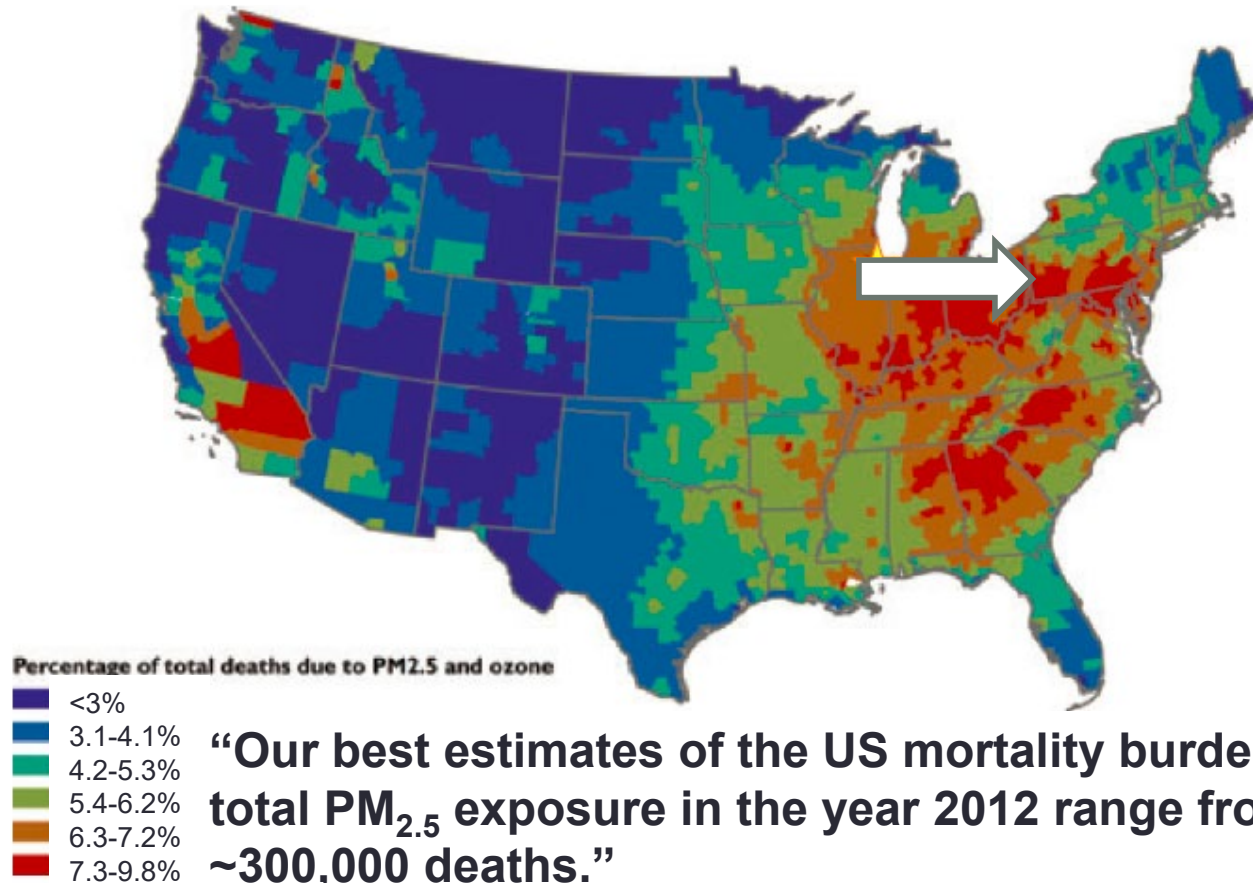 Percentage of total deaths due to PM2.5 and ozone
<3%
3.1-4.1%
4.2-5.3%
5.4-6.2%
6.3-7.2%
7.3-9.8%
“Our best estimates of the US mortality burde
total PM2.5 exposure in the year 2012 range fro
~300,000 deaths.”